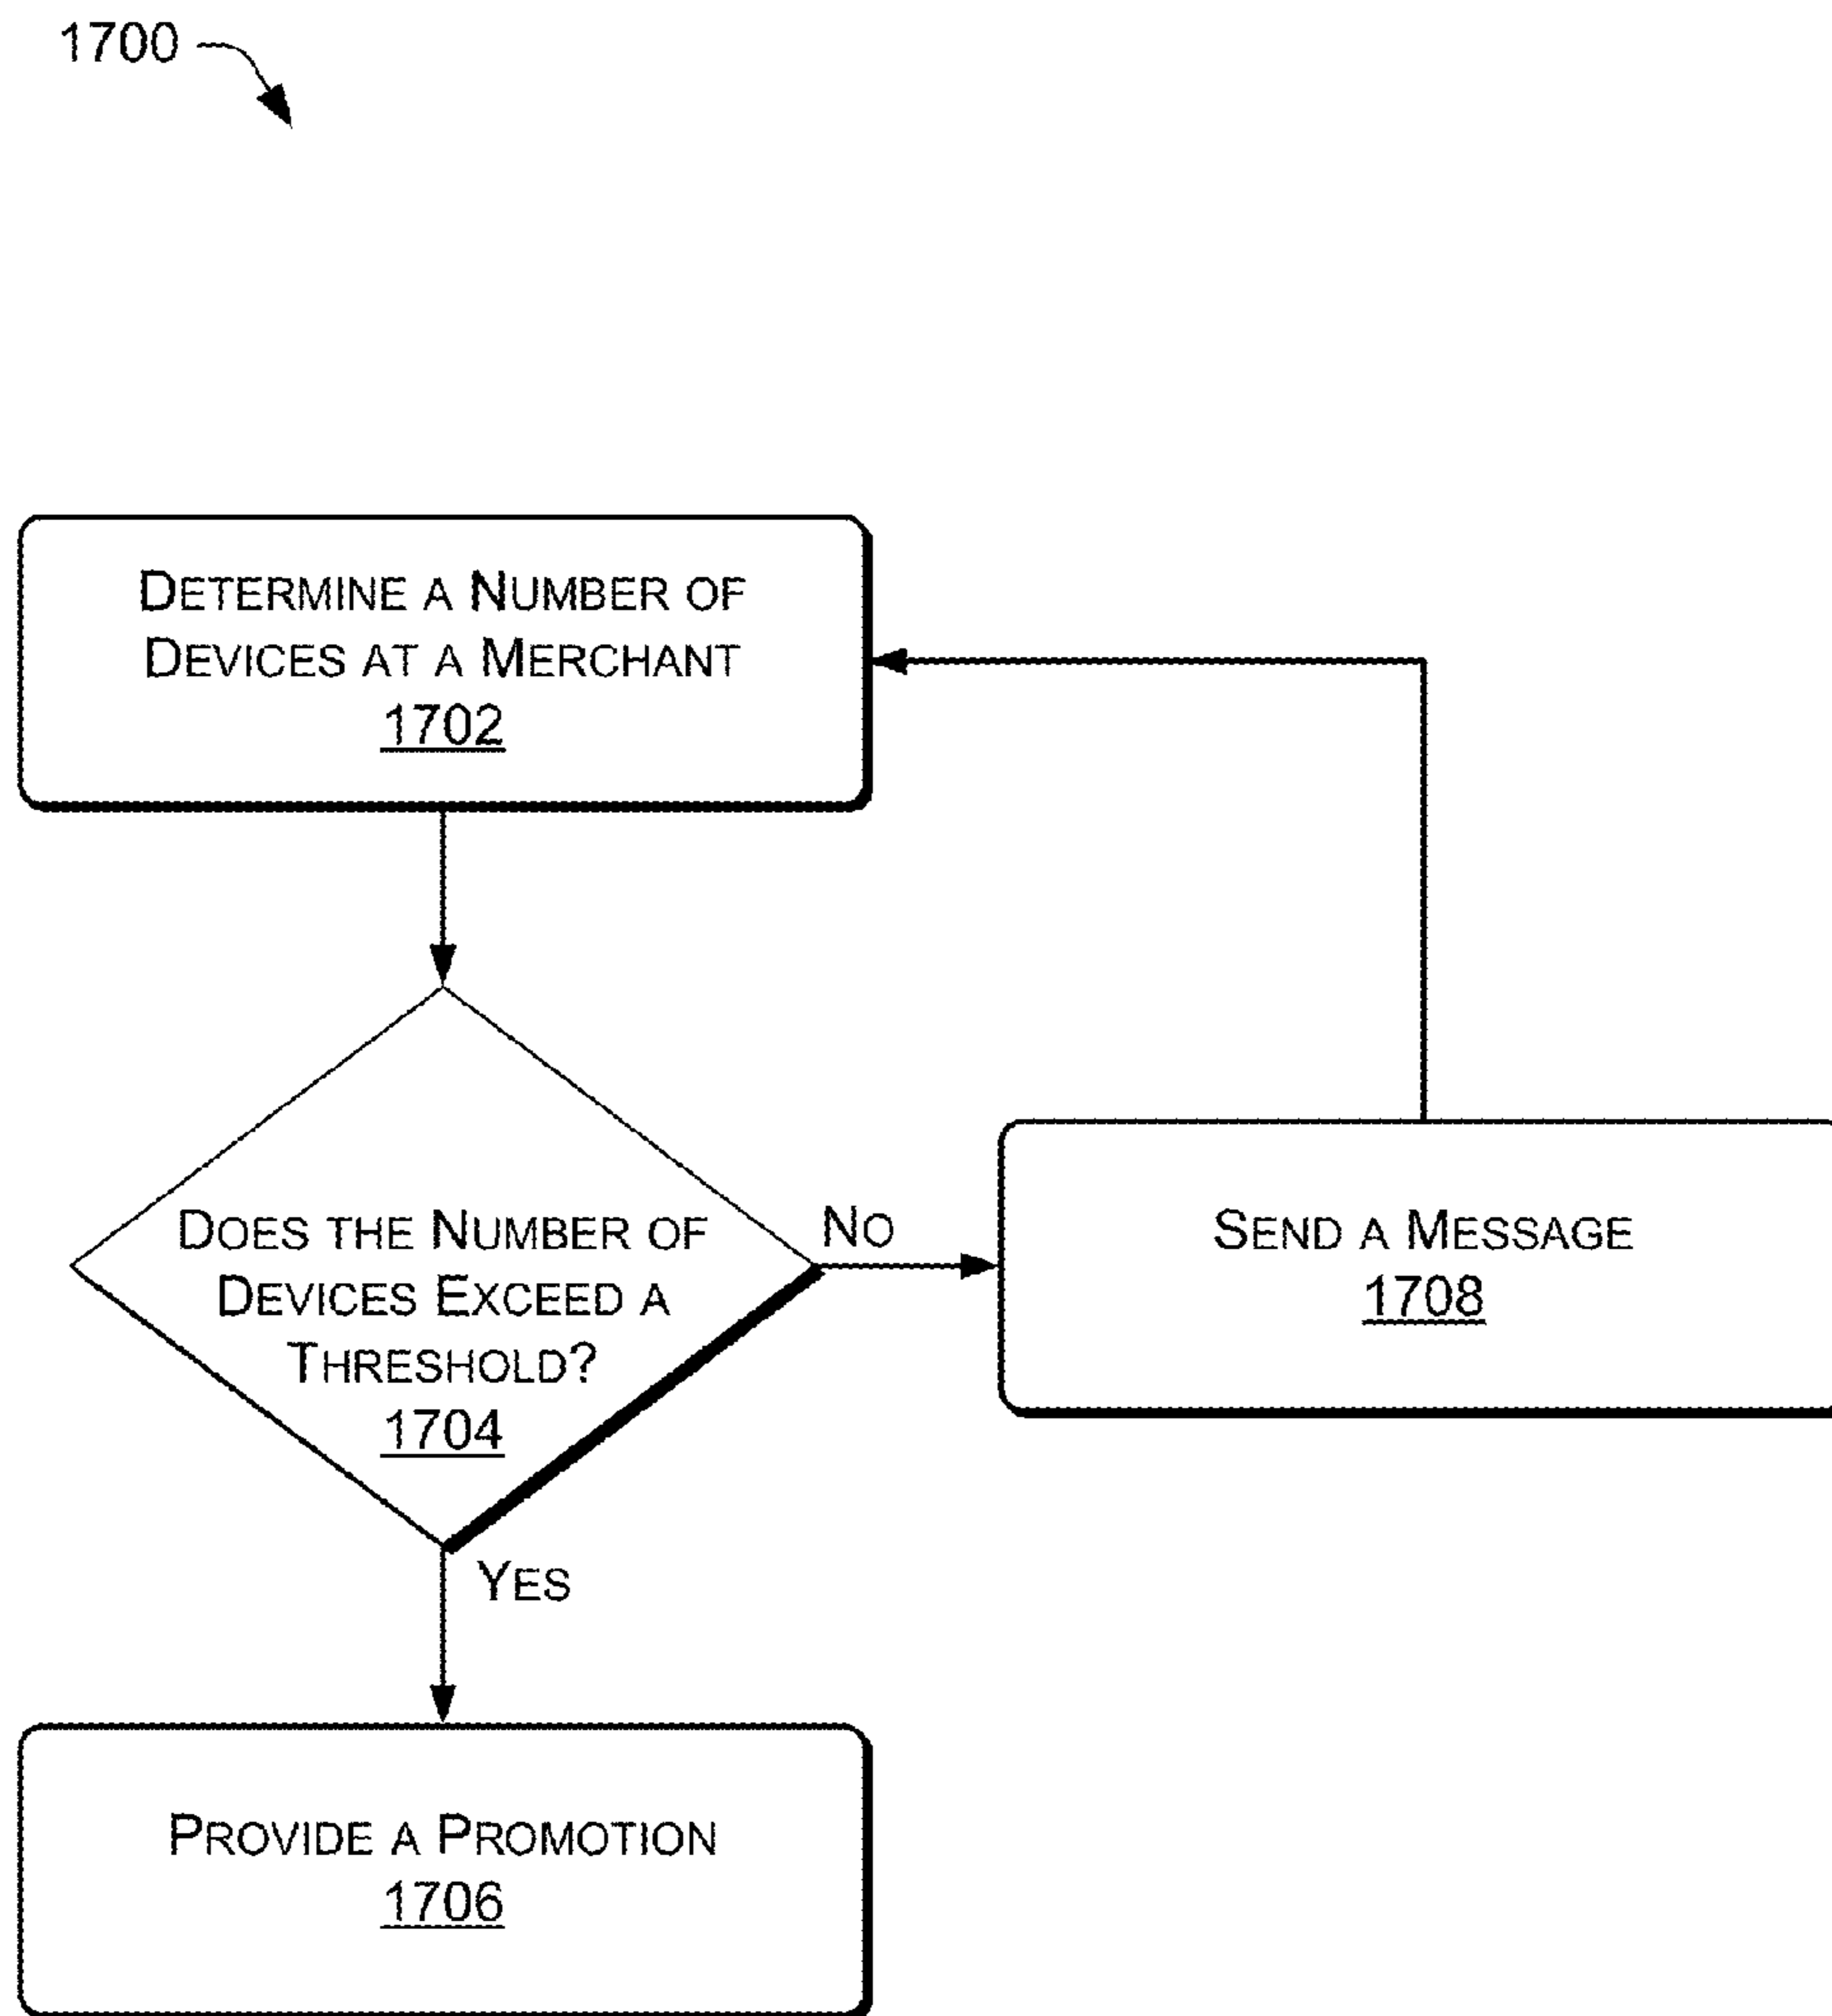 1700
DETERMINE A NUMBER OF
DEVICES AT A MERCHANT
1702
DOES THE NUMBER OF
DEVICES EXCEED A
THRESHOLD?
1704
NO
SEND A MESSAGE
1708
YES
PROVIDE A PROMOTION
1706